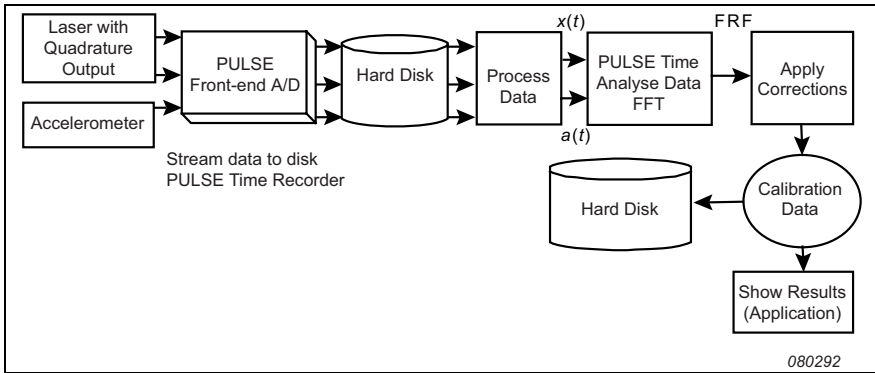 Laser with
Quadrature
Output
Accelerometer
PULSE
Front-end A/D
Stream data to disk
PULSE Time Recorder
Hard Disk
Process
Data
x(t)
a(t)
PULSE Time
Analyse Data
FFT
FRF
Apply
Corrections
Calibration
Data
Hard Disk
Show Results
(Application)
080292